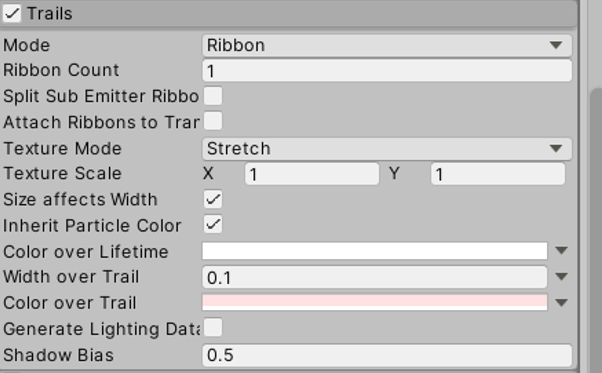 Trails
Mode Ribbon
Ribbon Count 1
Split Sub Emitter Ribbo
Attach Ribbons to Tran
Texture Mode Stretch
Texture Scale X 1 Y 1
Size affects Width
Inherit Particle Color
Color over Lifetime
Width over Trail 0.1
Color over Trail
Generate Lighting Data
Shadow Bias 0.5